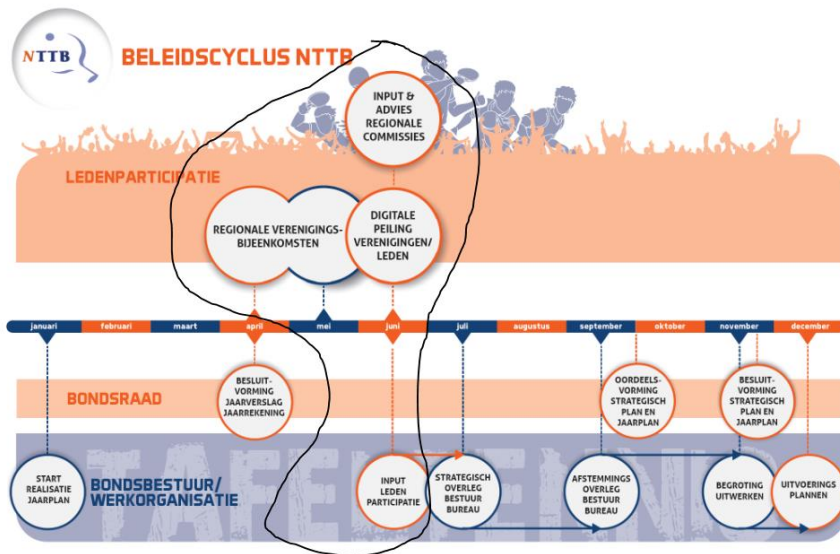 NTTB
BELEIDSCYCLUS NTTB
INPUT &
ADVIES
REGIONALE
COMMISSIES
LEDENPARTICIPATIE
REGIONALE VERENIGINGS-
BIJEENKOMSTEN
DIGITALE
PEILING
VERENIGINGEN/
LEDEN
januari februari maart april mei juni juli augustus september oktober november december
BONDSRAAD
BESLUIT-
VORMING
JAARVERSLAG
JAARREKENING
OORDEELS-
VORMING
STRATEGISCH
PLAN EN
JAARPLAN
BESLUIT-
VORMING
STRATEGISCH
PLAN EN
JAARPLAN
TAFELTENNIS
START
REALISATIE
JAARPLAN
BONDSBESTUUR/
WERKORGANISATIE
INPUT
LEDEN
PARTICIPATIE
STRATEGISCH
OVERLEG
BESTUUR
BUREAU
AFSTEMMINGS
OVERLEG
BESTUUR
BUREAU
BEGROTING
UITWERKEN
UITVOERINGS
PLANNEN